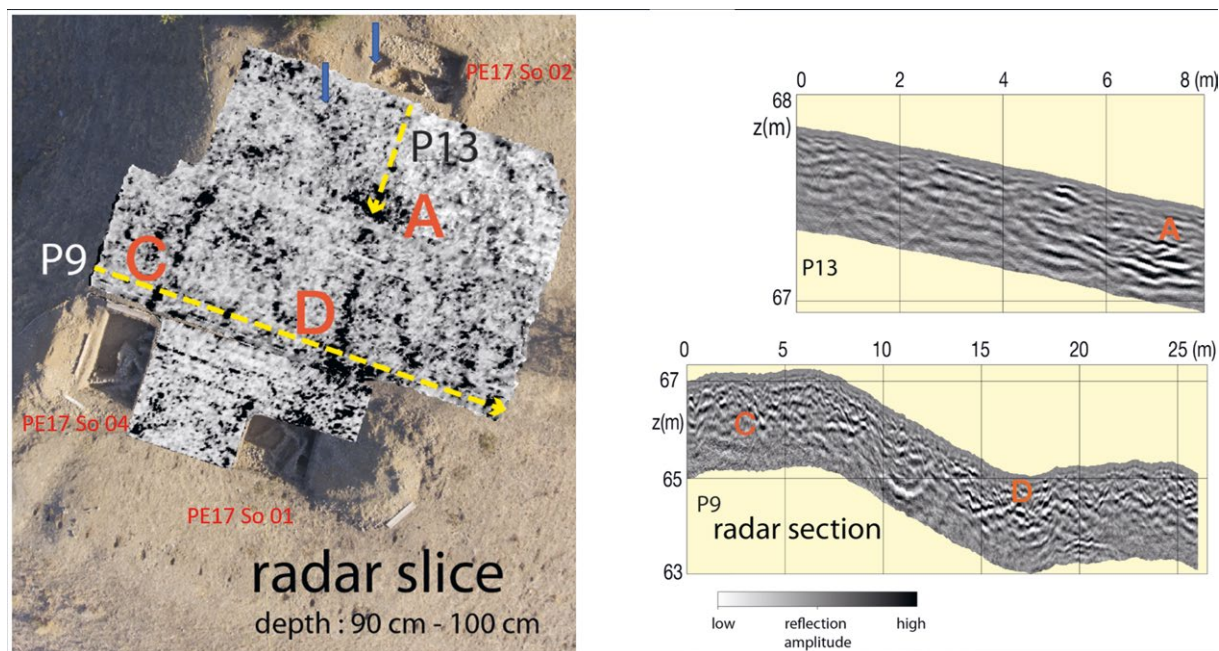 PE17 So 02
P13
A
C
P9
D
PE17 So 04
PE17 So 01
radar slice
depth : 90 cm - 100 cm
0 2 4 6 8 (m)
68
z(m)
A
P13
67
0 5 10 15 20 25 (m)
67
z(m)
C
65
D
P9
radar section
63
low reflection amplitude high